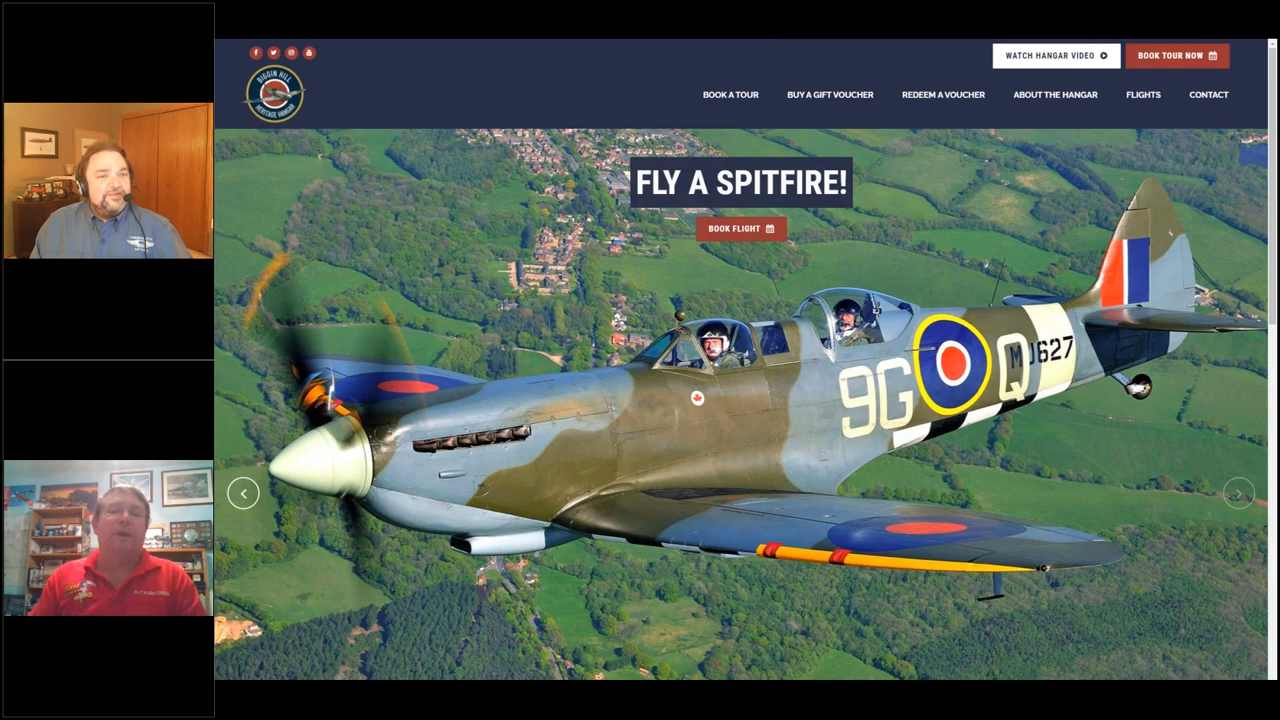 WATCH HANGAR VIDEO
BOOK TOUR NOW
BIGGIN HILL
HERITAGE HANGAR
BOOK A TOUR
BUY A GIFT VOUCHER
REDEEM A VOUCHER
ABOUT THE HANGAR
FLIGHTS
CONTACT
FLY A SPITFIRE!
BOOK FLIGHT
9G
Q
MJ627